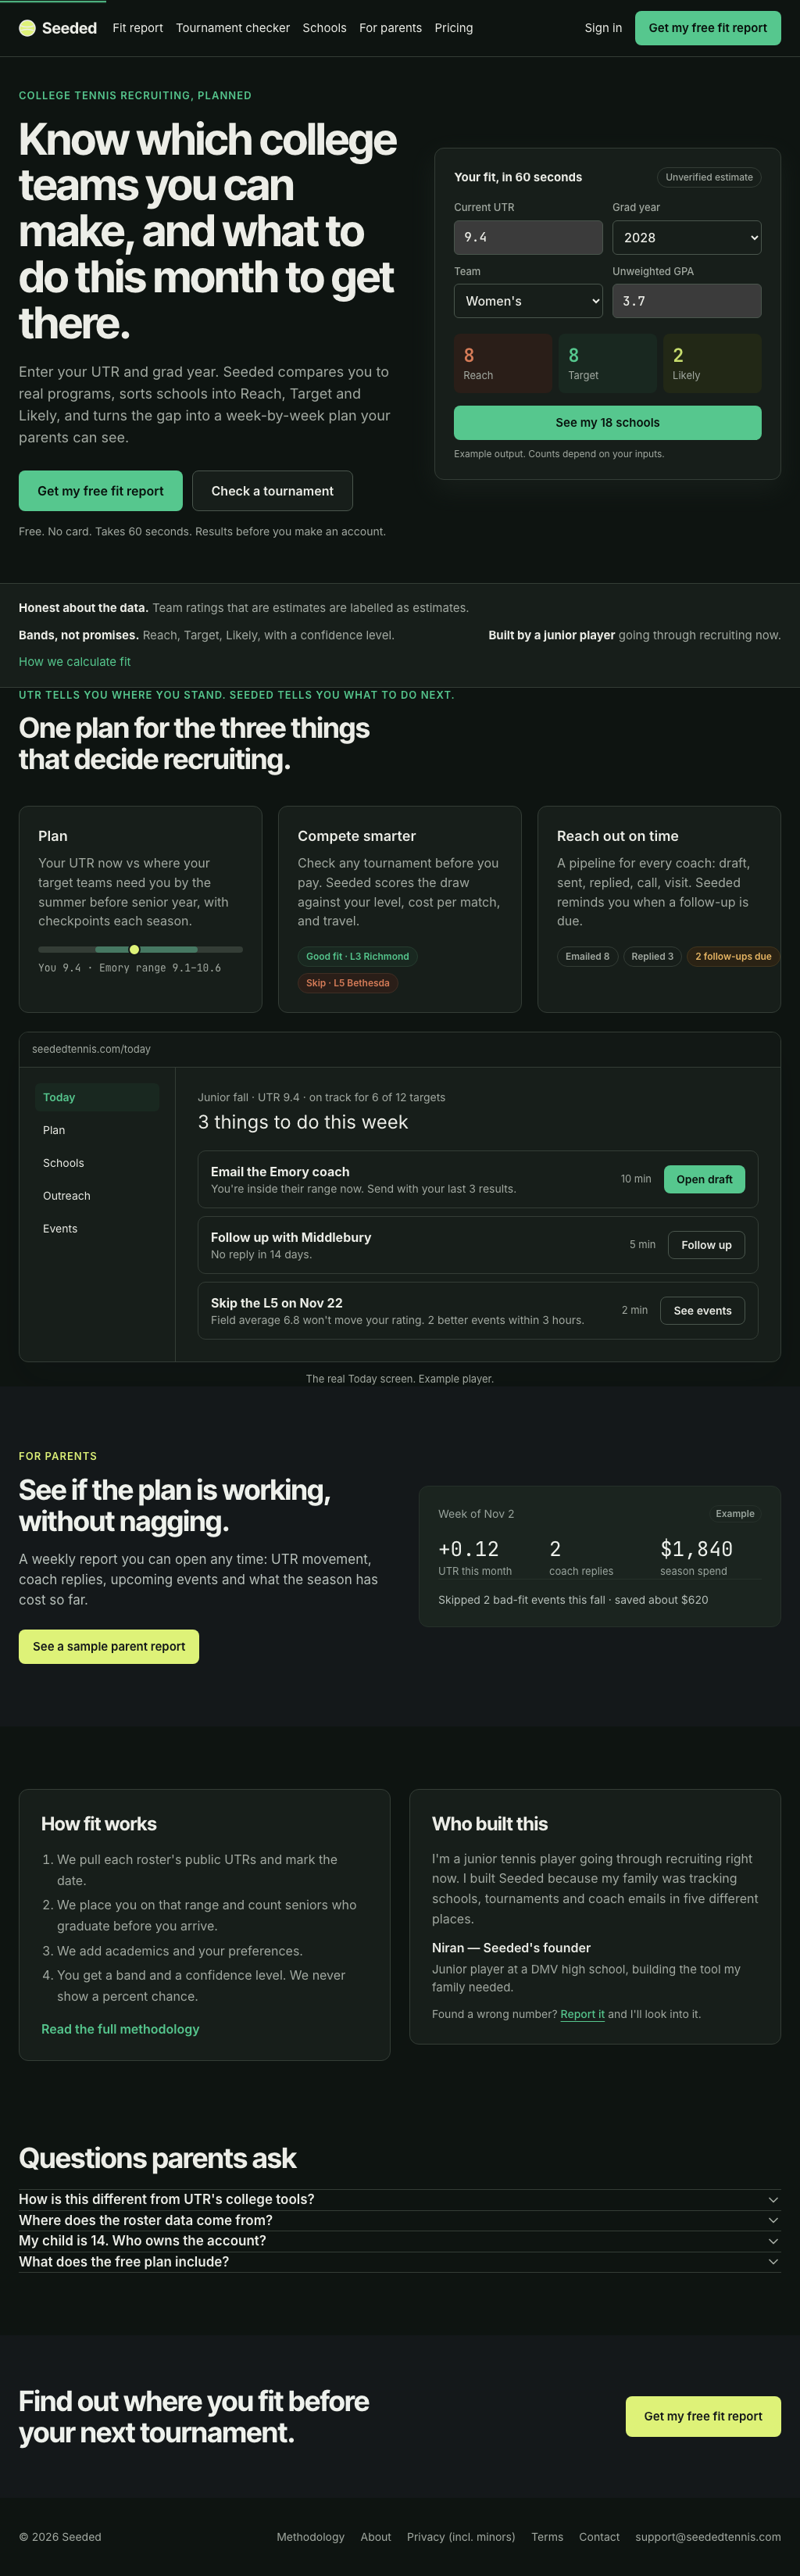 Seeded
Fit report
Tournament checker
Schools
For parents
Pricing
Sign in
Get my free fit report
COLLEGE TENNIS RECRUITING, PLANNED
Know which college
teams you can
make, and what to
do this month to get
there.
Enter your UTR and grad year. Seeded compares you to
real programs, sorts schools into Reach, Target and
Likely, and turns the gap into a week-by-week plan your
parents can see.
Get my free fit report
Check a tournament
Free. No card. Takes 60 seconds. Results before you make an account.
Your fit, in 60 seconds
Unverified estimate
Current UTR
Grad year
9.4
2028
Team
Unweighted GPA
Women's
3.7
8
Reach
8
Target
2
Likely
See my 18 schools
Example output. Counts depend on your inputs.
Honest about the data. Team ratings that are estimates are labelled as estimates.
Bands, not promises. Reach, Target, Likely, with a confidence level.
Built by a junior player going through recruiting now.
How we calculate fit
UTR TELLS YOU WHERE YOU STAND. SEEDED TELLS YOU WHAT TO DO NEXT.
One plan for the three things
that decide recruiting.
Plan
Your UTR now vs where your
target teams need you by the
summer before senior year, with
checkpoints each season.
You 9.4 · Emory range 9.1–10.6
Compete smarter
Check any tournament before you
pay. Seeded scores the draw
against your level, cost per match,
and travel.
Good fit · L3 Richmond
Skip · L5 Bethesda
Reach out on time
A pipeline for every coach: draft,
sent, replied, call, visit. Seeded
reminds you when a follow-up is
due.
Emailed 8
Replied 3
2 follow-ups due
seededtennis.com/today
Today
Plan
Schools
Outreach
Events
Junior fall · UTR 9.4 · on track for 6 of 12 targets
3 things to do this week
Email the Emory coach
You're inside their range now. Send with your last 3 results.
10 min
Open draft
Follow up with Middlebury
No reply in 14 days.
5 min
Follow up
Skip the L5 on Nov 22
Field average 6.8 won't move your rating. 2 better events within 3 hours.
2 min
See events
The real Today screen. Example player.
FOR PARENTS
See if the plan is working,
without nagging.
A weekly report you can open any time: UTR movement,
coach replies, upcoming events and what the season has
cost so far.
See a sample parent report
Week of Nov 2
Example
+0.12
UTR this month
2
coach replies
$1,840
season spend
Skipped 2 bad-fit events this fall · saved about $620
How fit works
1. We pull each roster's public UTRs and mark the
date.
2. We place you on that range and count seniors who
graduate before you arrive.
3. We add academics and your preferences.
4. You get a band and a confidence level. We never
show a percent chance.
Read the full methodology
Who built this
I'm a junior tennis player going through recruiting right
now. I built Seeded because my family was tracking
schools, tournaments and coach emails in five different
places.
Niran — Seeded's founder
Junior player at a DMV high school, building the tool my
family needed.
Found a wrong number? Report it and I'll look into it.
Questions parents ask
How is this different from UTR's college tools?
Where does the roster data come from?
My child is 14. Who owns the account?
What does the free plan include?
Find out where you fit before
your next tournament.
Get my free fit report
© 2026 Seeded
Methodology
About
Privacy (incl. minors)
Terms
Contact
support@seededtennis.com